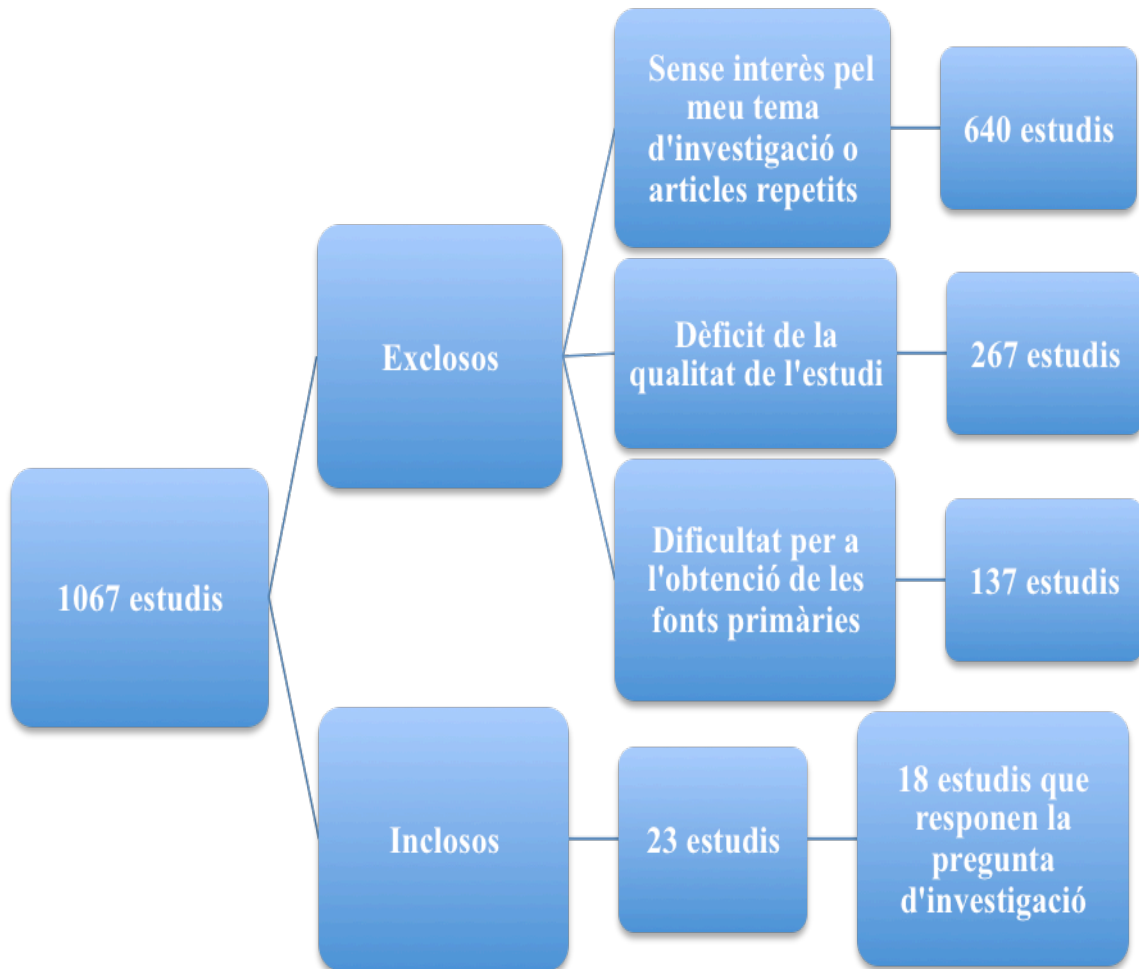 Sense interès pel
meu tema
d'investigació o
articles repetits
640 estudis
Exclosos
Dèficit de la
qualitat de l'estudi
267 estudis
Dificultat per a
l'obtenció de les
fonts primàries
137 estudis
1067 estudis
Inclosos
23 estudis
18 estudis que
responen la
pregunta
d'investigació